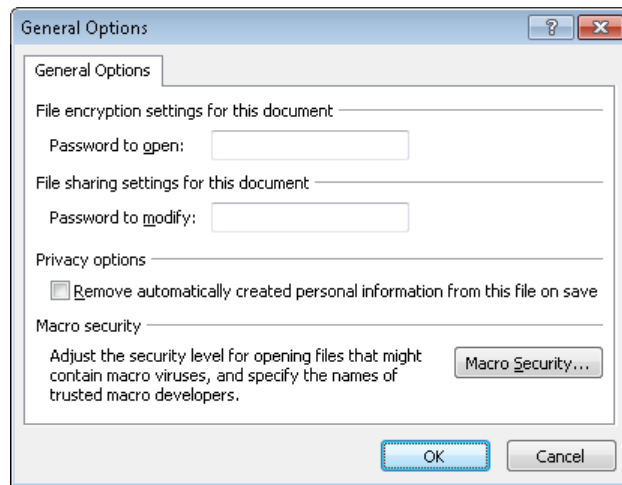 General Options
General Options
File encryption settings for this document
Password to open:
File sharing settings for this document
Password to modify:
Privacy options
Remove automatically created personal information from this file on save
Macro security
Adjust the security level for opening files that might
contain macro viruses, and specify the names of
trusted macro developers.
Macro Security...
OK
Cancel